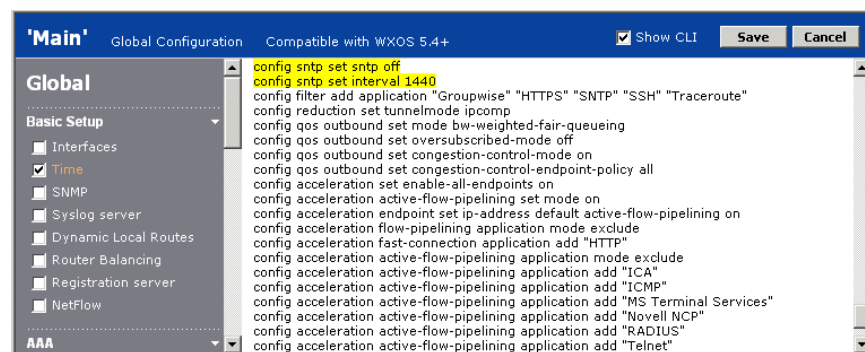 'Main' Global Configuration Compatible with WXOS 5.4+ Show CLI Save Cancel
Global
Basic Setup
Interfaces
Time
SNMP
Syslog server
Dynamic Local Routes
Router Balancing
Registration server
NetFlow
AAA
config sntp set sntp off
config sntp set interval 1440
config filter add application "Groupwise" "HTTPS" "SNTP" "SSH" "Traceroute"
config reduction set tunnelmode ipcomp
config qos outbound set mode bw-weighted-fair-queueing
config qos outbound set oversubscribed-mode off
config qos outbound set congestion-control-mode on
config qos outbound set congestion-control-endpoint-policy all
config acceleration set enable-all-endpoints on
config acceleration active-flow-pipelining set mode on
config acceleration endpoint set ip-address default active-flow-pipelining on
config acceleration flow-pipelining application mode exclude
config acceleration fast-connection application add "HTTP"
config acceleration active-flow-pipelining application mode exclude
config acceleration active-flow-pipelining application add "ICA"
config acceleration active-flow-pipelining application add "ICMP"
config acceleration active-flow-pipelining application add "MS Terminal Services"
config acceleration active-flow-pipelining application add "Novell NCP"
config acceleration active-flow-pipelining application add "RADIUS"
config acceleration active-flow-pipelining application add "Telnet"